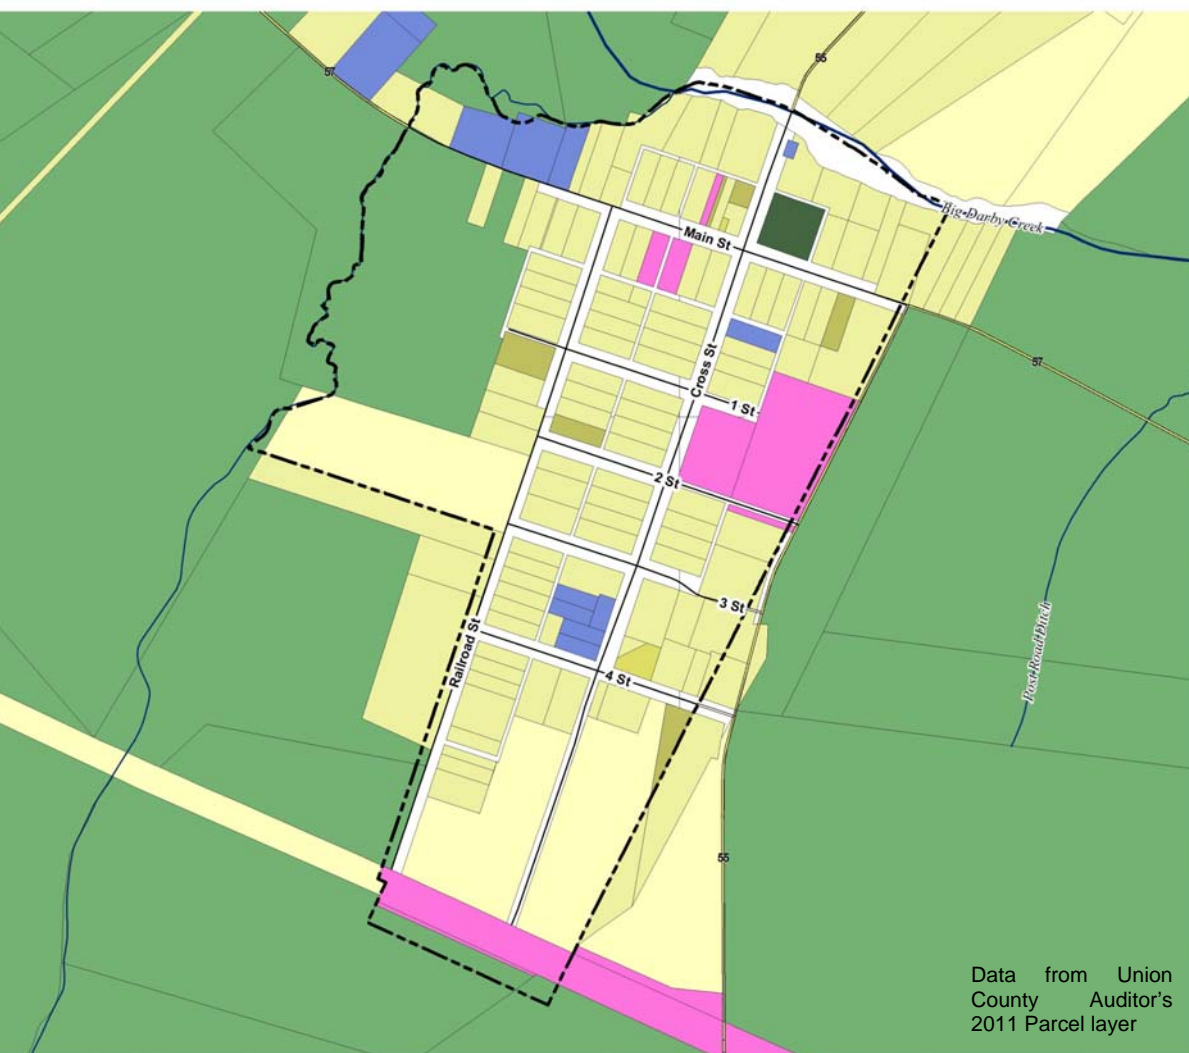 55
57
Big Darby Creek
Main St
57
Cross St
1 St
2 St
3 St
Post Road Ditch
Railroad St
4 St
55
Data from Union
County Auditor's
2011 Parcel layer